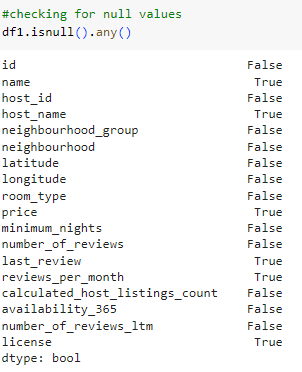 #checking for null values
df1.isnull().any()
id False
name True
host_id False
host_name True
neighbourhood_group False
neighbourhood False
latitude False
longitude False
room_type False
price True
minimum_nights False
number_of_reviews False
last_review True
reviews_per_month True
calculated_host_listings_count False
availability_365 False
number_of_reviews_ltm False
license True
dtype: bool